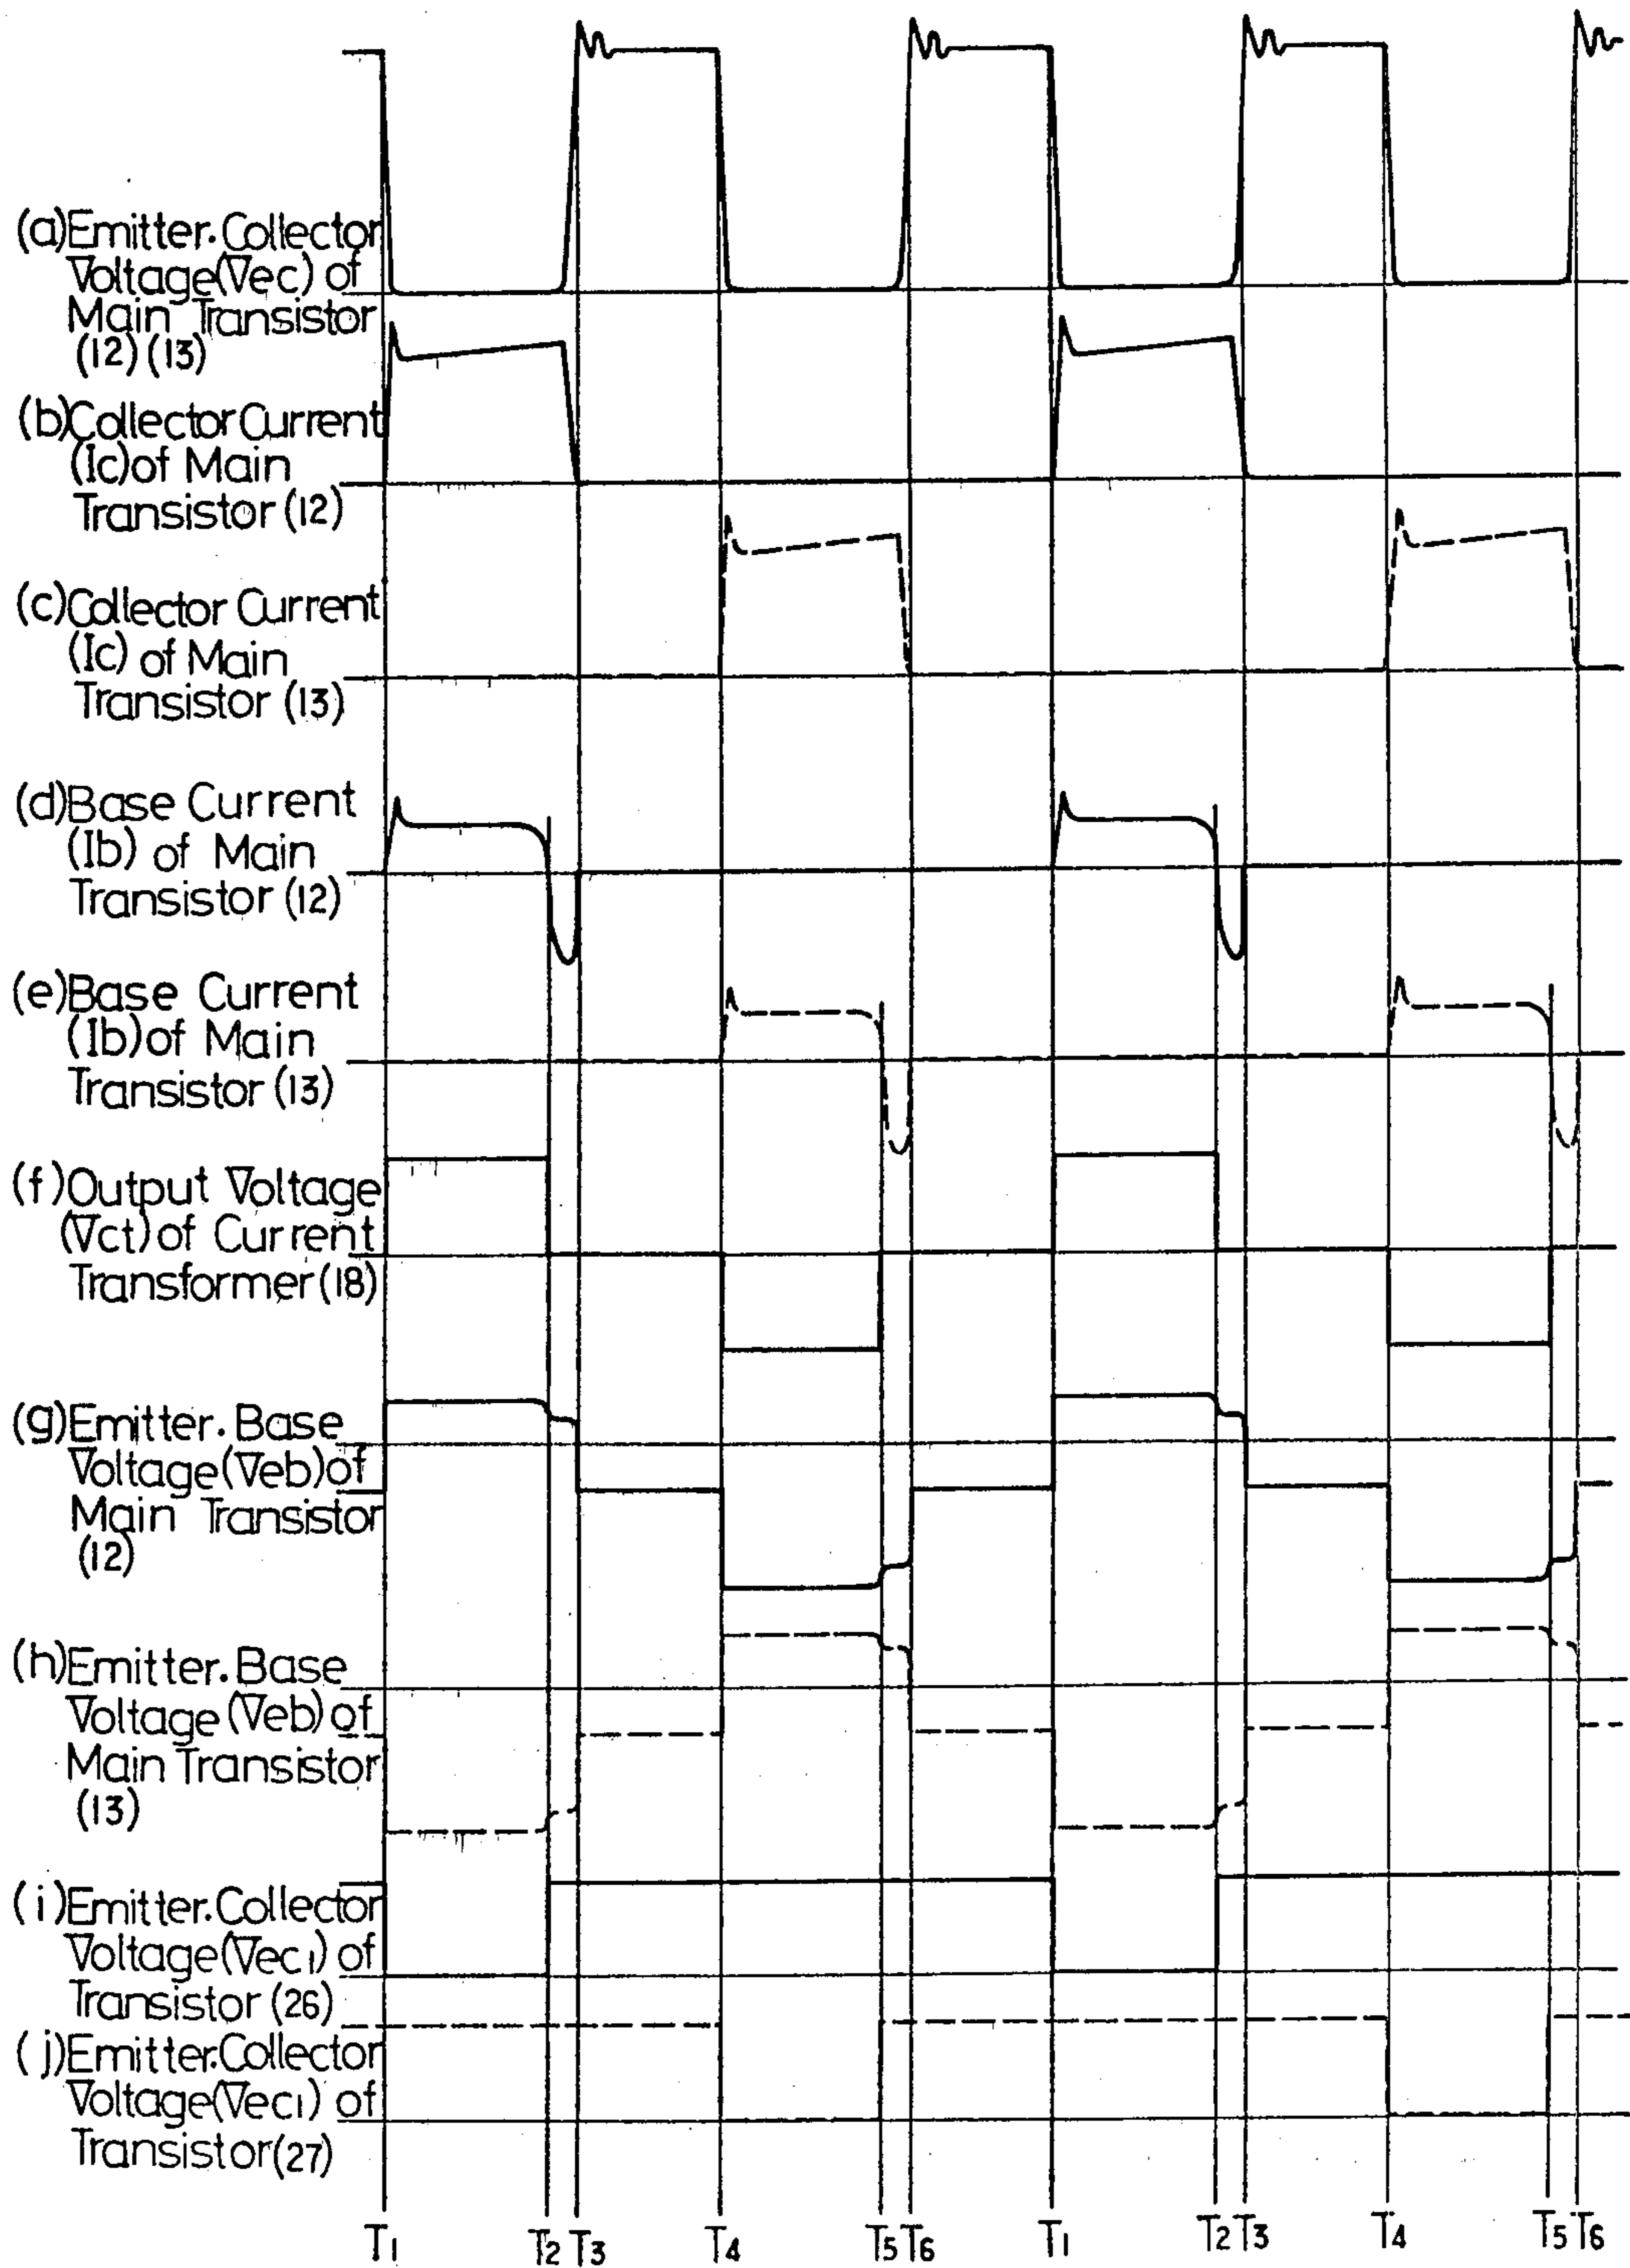 (a)Emitter.Collector
Voltage(Vec) of
Main Transistor
(12)(13)
(b)Collector Current
(Ic)of Main
Transistor (12)
(c)Collector Current
(Ic) of Main
Transistor (13)
(d)Base Current
(Ib) of Main
Transistor (12)
(e)Base Current
(Ib)of Main
Transistor (13)
(f)Output Voltage
(Vct)of Current
Transformer(18)
(g)Emitter.Base
Voltage(Veb)of
Main Transistor
(12)
(h)Emitter.Base
Voltage(Veb)of
Main Transistor
(13)
(i)Emitter.Collector
Voltage(Vec1) of
Transistor (26)
(j)Emitter.Collector
Voltage(Vec1) of
Transistor(27)
T1 T2 T3 T4 T5 T6 T1 T2 T3 T4 T5 T6